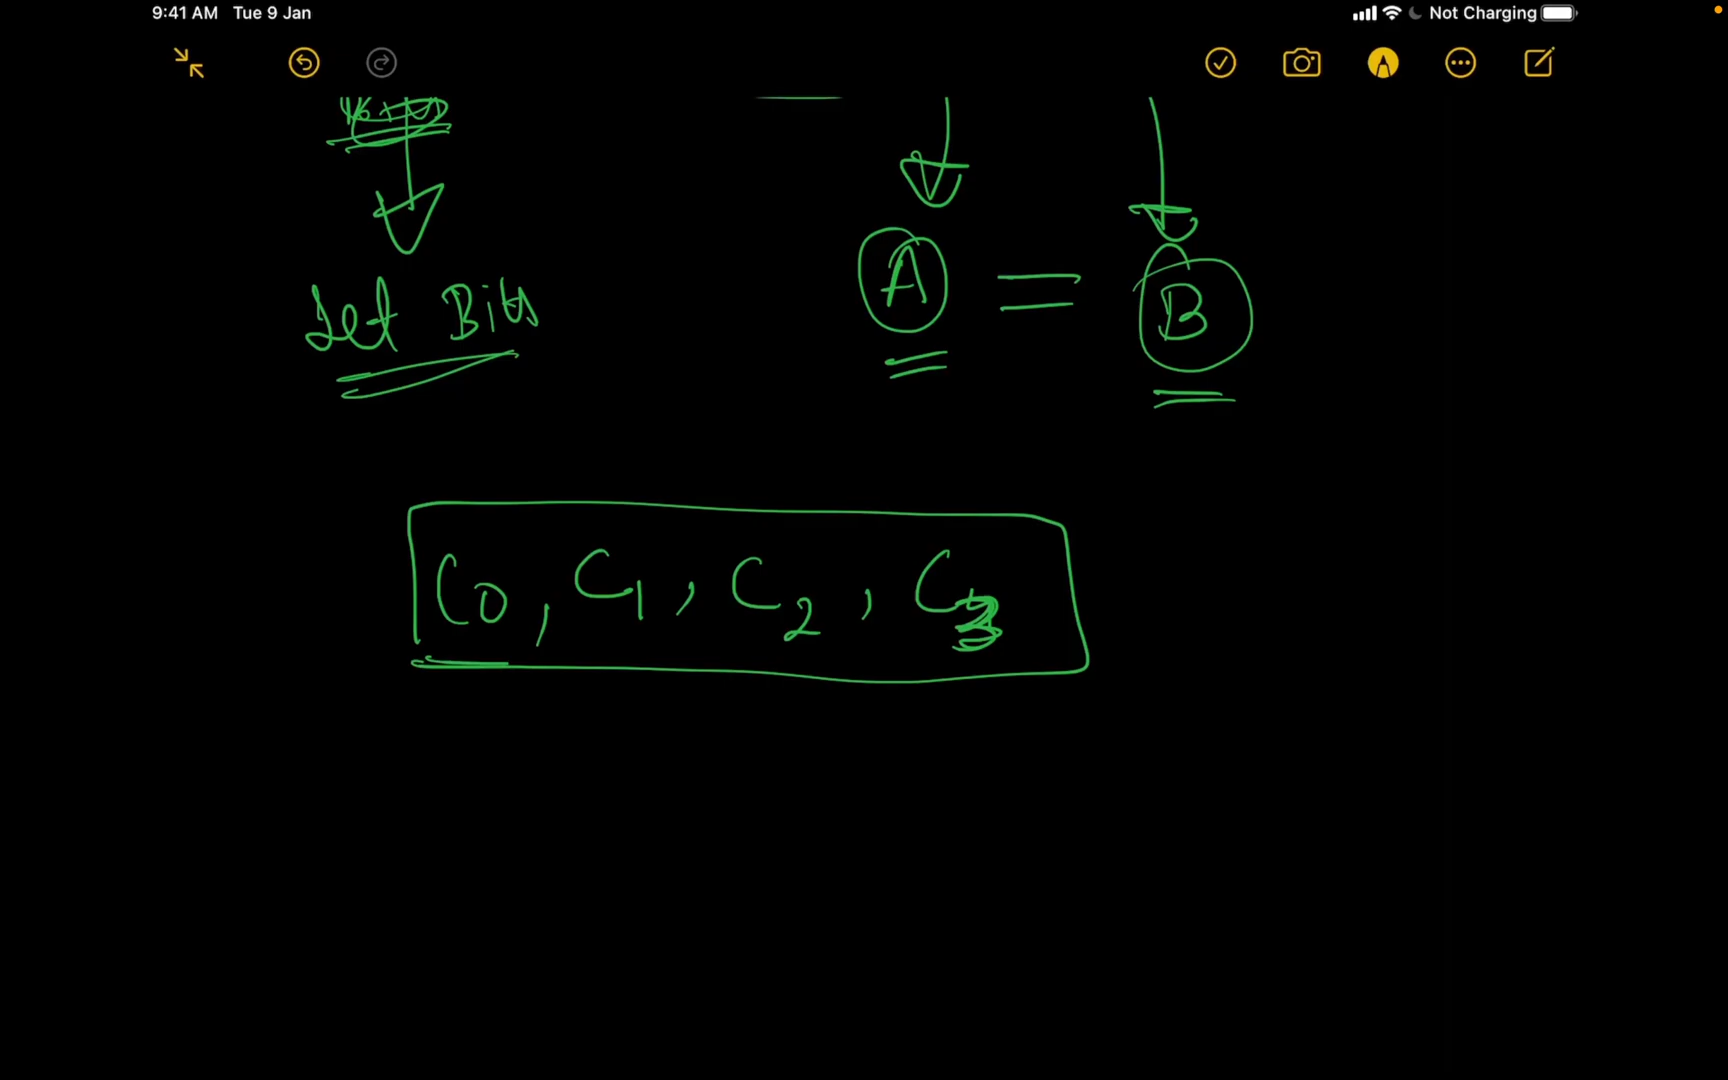 9:41 AM Tue 9 Jan Not Charging
Set Bits
A = B
C0, C1, C2, C3